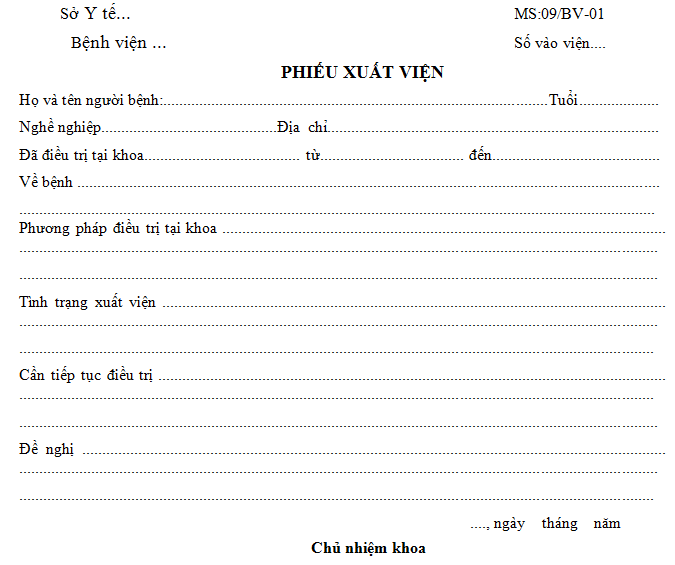 Sở Y tế... MS:09/BV-01
Bệnh viện ... Số vào viện....
PHIẾU XUẤT VIỆN
Họ và tên người bệnh:.......................................Tuổi....................
Nghề nghiệp....................Địa chỉ....................
Đã điều trị tại khoa.................... từ.................... đến....................
Về bệnh ....................
....................
Phương pháp điều trị tại khoa ....................
....................
....................
Tình trạng xuất viện ....................
....................
....................
Cần tiếp tục điều trị ....................
....................
....................
Đề nghị ....................
....................
....................
...., ngày tháng năm
Chủ nhiệm khoa